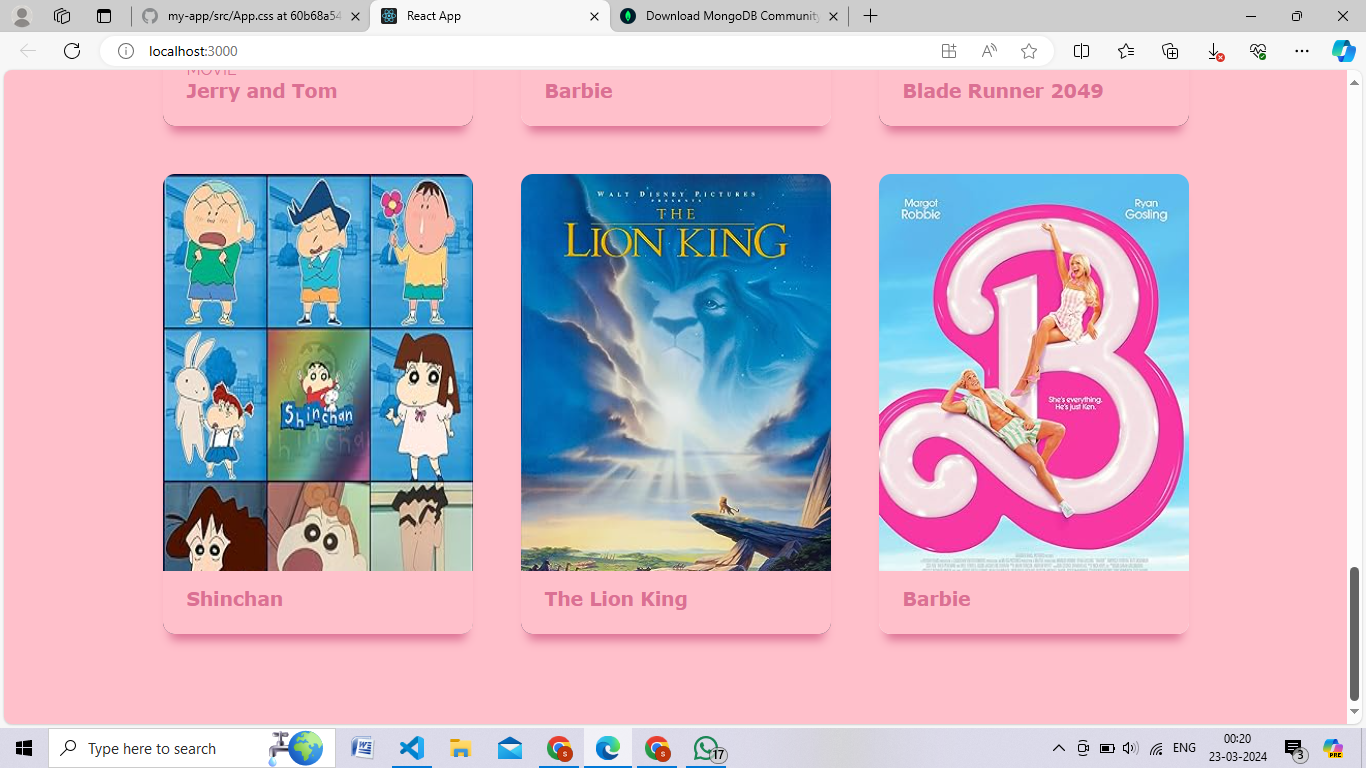 my-app/src/App.css at 60b68a54
React App
Download MongoDB Community
localhost:3000
MOVIE
Jerry and Tom
Barbie
Blade Runner 2049
WALT DISNEY PICTURES
PRESENTS
THE
LION KING
Margot
Robbie
Ryan
Gosling
Shinchan
She's everything.
He's just Ken.
Shinchan
The Lion King
Barbie
Type here to search
17
ENG
00:20
23-03-2024
3
PRE